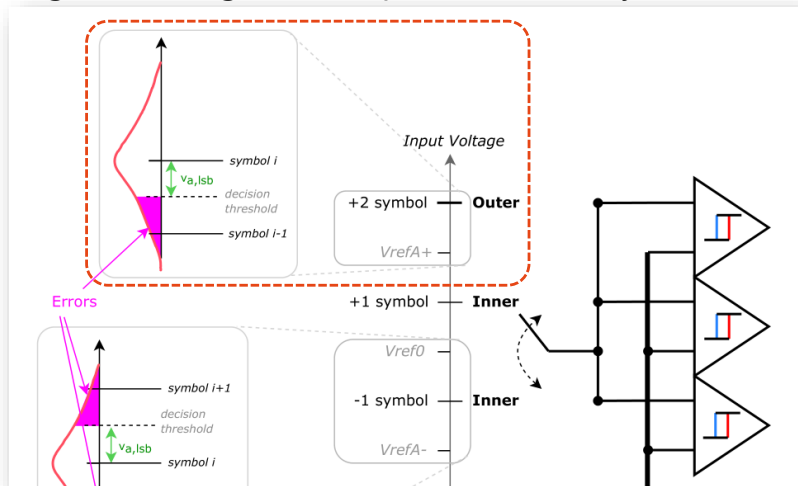 Input Voltage
symbol i
va,lsb
decision
threshold
symbol i-1
+2 symbol
Outer
VrefA+
Errors
+1 symbol
Inner
Vref0
symbol i+1
decision
threshold
va,lsb
symbol i
-1 symbol
Inner
VrefA-